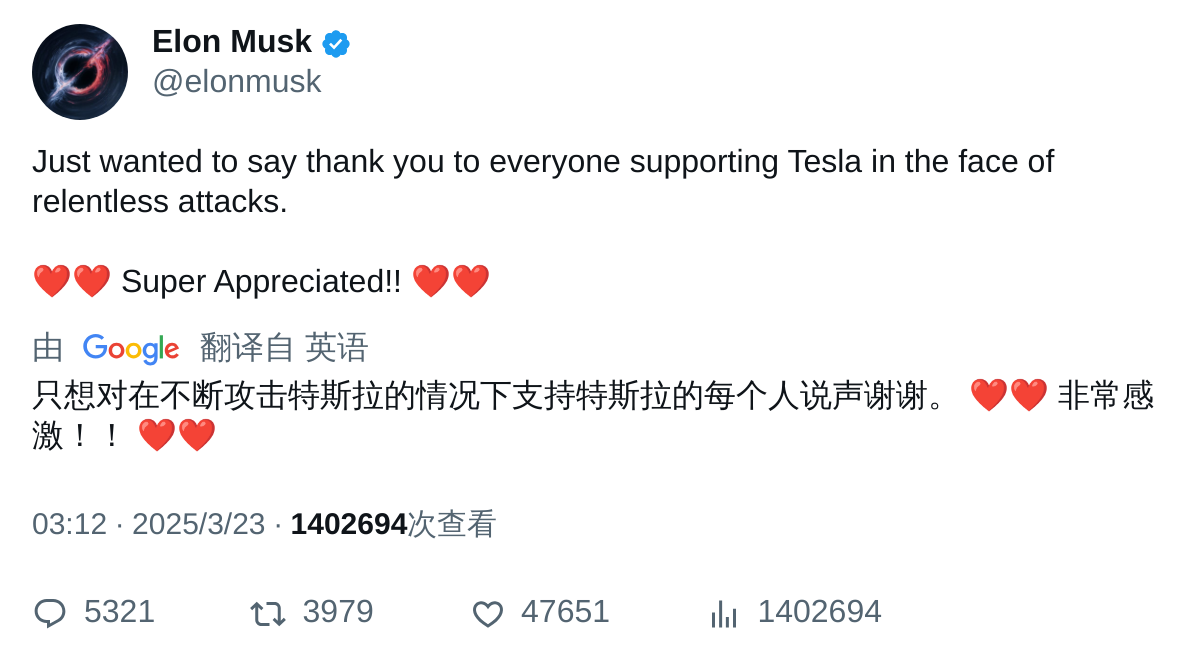 Elon Musk
@elonmusk
Just wanted to say thank you to everyone supporting Tesla in the face of
relentless attacks.
❤️❤️ Super Appreciated!! ❤️❤️
由 Google 翻译自 英语
只想对在不断攻击特斯拉的情况下支持特斯拉的每个人说声谢谢。 ❤️❤️ 非常感
激！！ ❤️❤️
03:12 · 2025/3/23 · 1402694次查看
5321 3979 47651 1402694